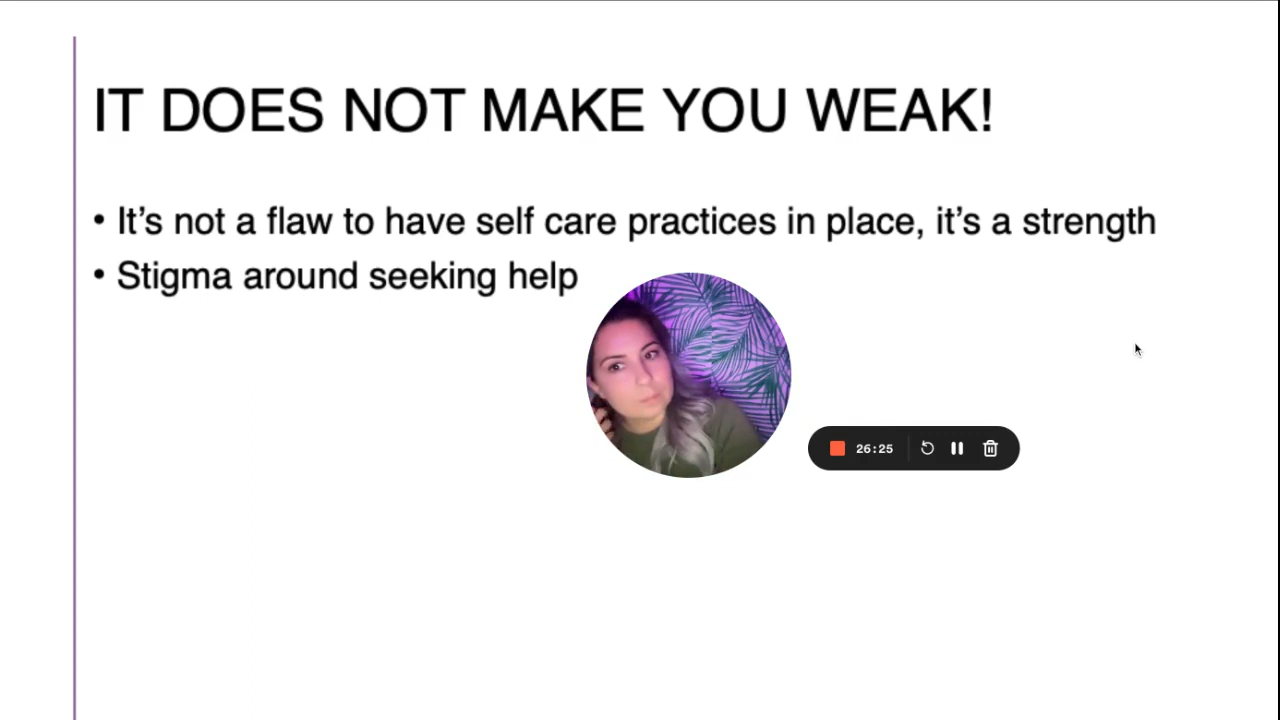 IT DOES NOT MAKE YOU WEAK!
• It’s not a flaw to have self care practices in place, it’s a strength
• Stigma around seeking help
26:25